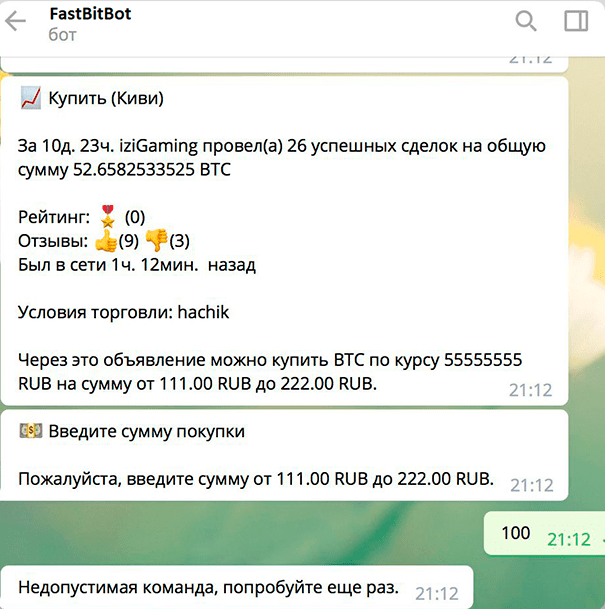 FastBitBot
бот
21:12
Купить (Киви)
За 10д. 23ч. iziGaming провел(а) 26 успешных сделок на общую
сумму 52.6582533525 BTC
Рейтинг: 🎖 (0)
Отзывы: 👍(9) 👎(3)
Был в сети 1ч. 12мин. назад
Условия торговли: hachik
Через это объявление можно купить BTC по курсу 55555555
RUB на сумму от 111.00 RUB до 222.00 RUB.
21:12
Введите сумму покупки
Пожалуйста, введите сумму от 111.00 RUB до 222.00 RUB.
21:12
100 21:12
Недопустимая команда, попробуйте еще раз. 21:12